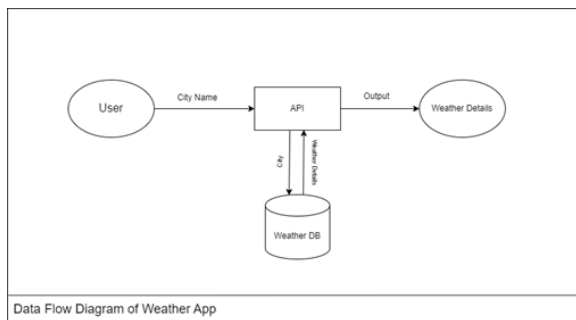 User
City Name
API
Output
Weather Details
City
Weather Details
Weather DB
Data Flow Diagram of Weather App